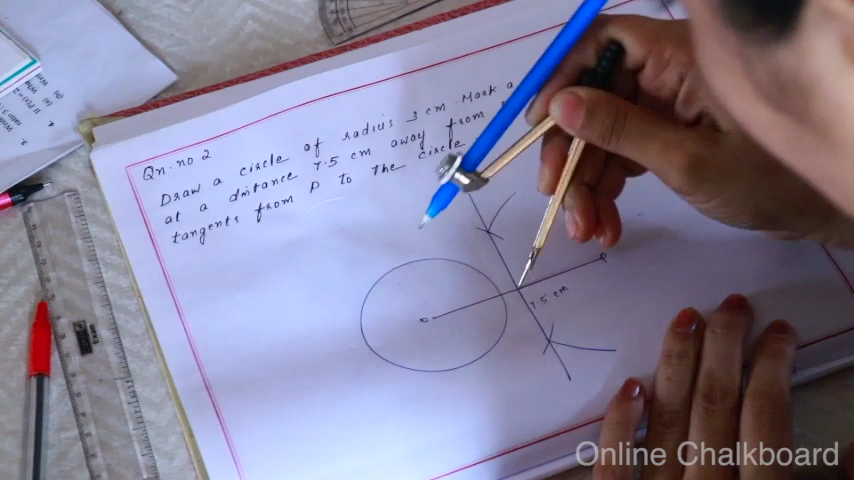 Qn. no 2
Draw a circle of radius 3 cm. Mark a
at a distance 7.5 cm away from
tangents from P to the circle
P
O
7.5 cm
Online Chalkboard